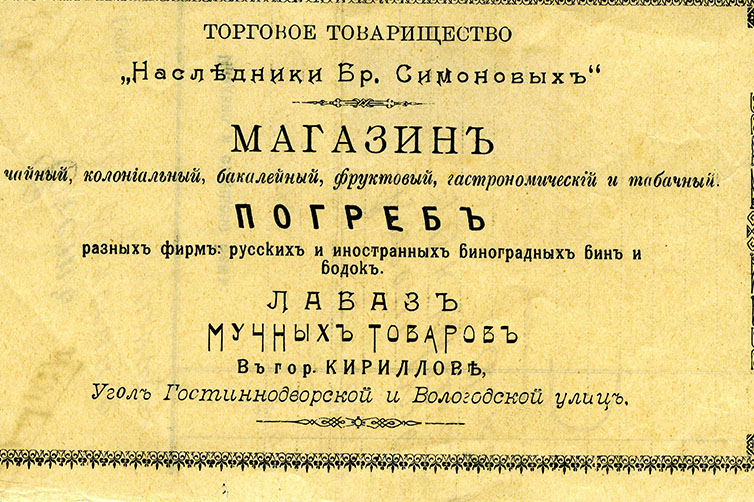 ТОРГОВОЕ ТОВАРИЩЕСТВО
„Наслѣдники Бр. Симоновыхъ“
МАГАЗИНЪ
чайный, колоніальный, бакалейный, фруктовый, гастрономическій и табачный.
ПОГРЕБЪ
разныхъ фирмъ: русскихъ и иностранныхъ виноградныхъ винъ и
водокъ.
ЛАБАЗЪ
МУЧНЫХЪ ТОВАРОВЪ
Въ гор. КИРИЛЛОВѢ,
Уголъ Гостиннодворской и Вологодской улицъ.